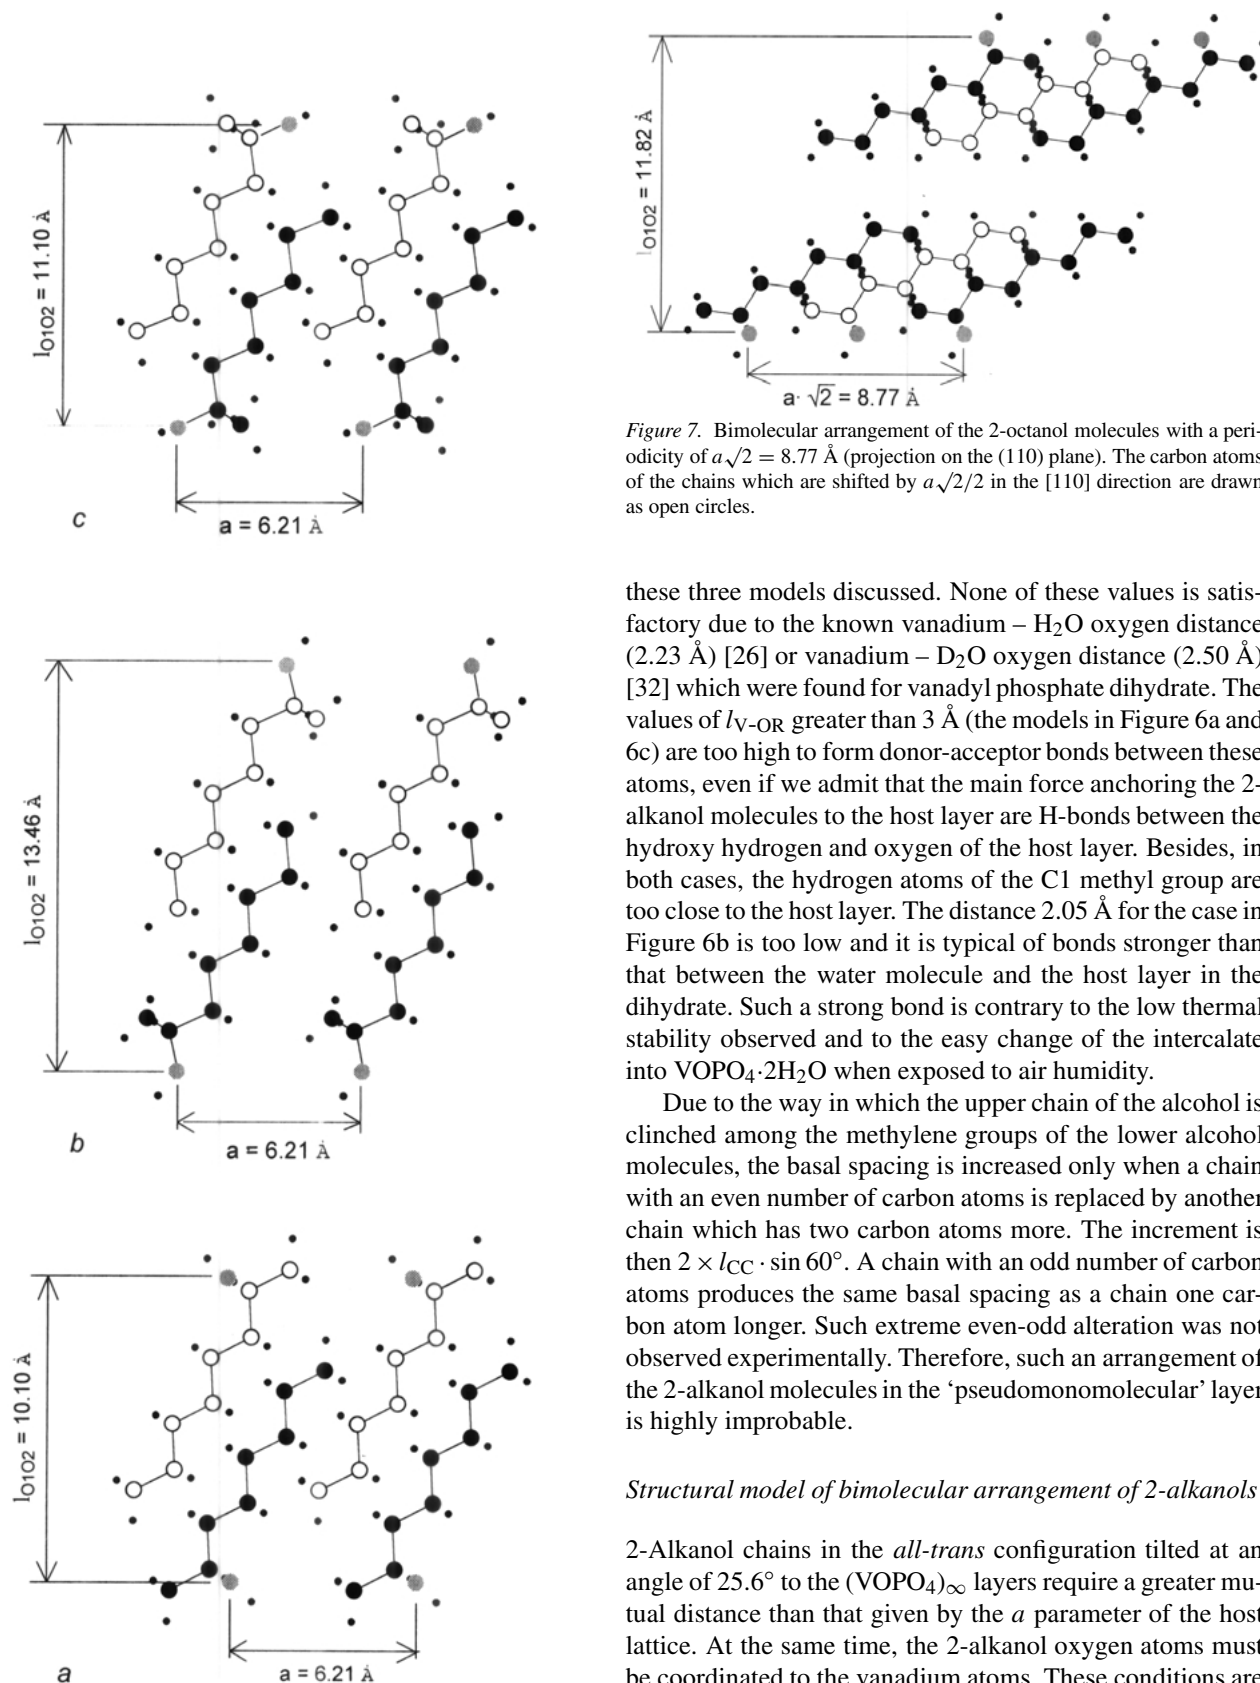 l_O1O2 = 11.10 Å
a = 6.21 Å
c
l_O1O2 = 13.46 Å
a = 6.21 Å
b
l_O1O2 = 10.10 Å
a = 6.21 Å
a
l_O1O2 = 11.82 Å
a· √2 = 8.77 Å
Figure 7. Bimolecular arrangement of the 2-octanol molecules with a peri-
odicity of a√2 = 8.77 Å (projection on the (110) plane). The carbon atoms
of the chains which are shifted by a√2/2 in the [110] direction are drawn
as open circles.
these three models discussed. None of these values is satis-
factory due to the known vanadium – H₂O oxygen distance
(2.23 Å) [26] or vanadium – D₂O oxygen distance (2.50 Å)
[32] which were found for vanadyl phosphate dihydrate. The
values of l_V-OR greater than 3 Å (the models in Figure 6a and
6c) are too high to form donor-acceptor bonds between these
atoms, even if we admit that the main force anchoring the 2-
alkanol molecules to the host layer are H-bonds between the
hydroxy hydrogen and oxygen of the host layer. Besides, in
both cases, the hydrogen atoms of the C1 methyl group are
too close to the host layer. The distance 2.05 Å for the case in
Figure 6b is too low and it is typical of bonds stronger than
that between the water molecule and the host layer in the
dihydrate. Such a strong bond is contrary to the low thermal
stability observed and to the easy change of the intercalate
into VOPO₄·2H₂O when exposed to air humidity.
Due to the way in which the upper chain of the alcohol is
clinched among the methylene groups of the lower alcohol
molecules, the basal spacing is increased only when a chain
with an even number of carbon atoms is replaced by another
chain which has two carbon atoms more. The increment is
then 2 × l_CC · sin 60°. A chain with an odd number of carbon
atoms produces the same basal spacing as a chain one car-
bon atom longer. Such extreme even-odd alteration was not
observed experimentally. Therefore, such an arrangement of
the 2-alkanol molecules in the ‘pseudomonomolecular’ layer
is highly improbable.
Structural model of bimolecular arrangement of 2-alkanols
2-Alkanol chains in the all-trans configuration tilted at an
angle of 25.6° to the (VOPO₄)∞ layers require a greater mu-
tual distance than that given by the a parameter of the host
lattice. At the same time, the 2-alkanol oxygen atoms must
be coordinated to the vanadium atoms. These conditions are